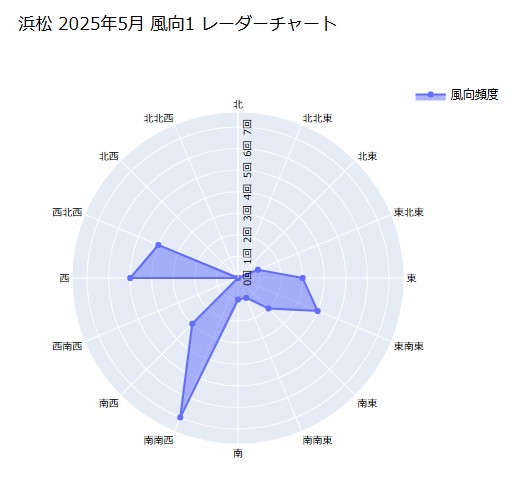 浜松 2025年5月 風向1 レーダーチャート
風向頻度
北
北北東
北東
東北東
東
東南東
南東
南南東
南
南南西
南西
西南西
西
西北西
北西
北北西
0回
1回
2回
3回
4回
5回
6回
7回